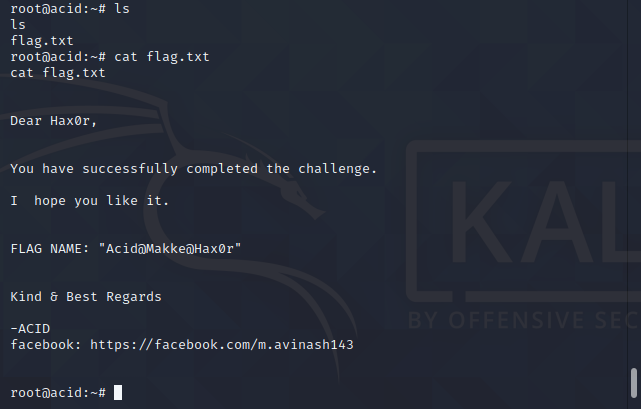 root@acid:~# ls
ls
flag.txt
root@acid:~# cat flag.txt
cat flag.txt
Dear Hax0r,
You have successfully completed the challenge.
I  hope you like it.
FLAG NAME: "Acid@Makke@Hax0r"
Kind & Best Regards
-ACID
facebook: https://facebook.com/m.avinash143
root@acid:~#
KAL
BY OFFENSIVE SEC